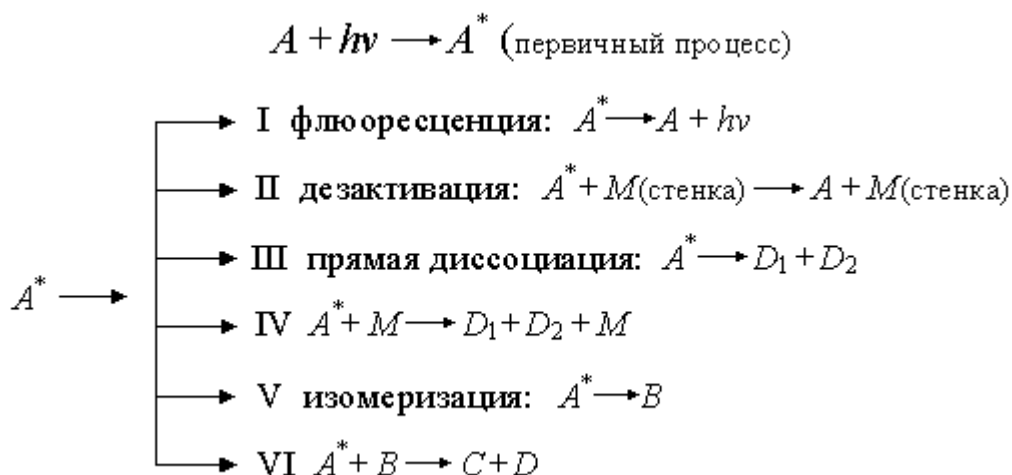 A + hν ⟶ A* (первичный процесс)
I флюоресценция: A* ⟶ A + hν
II дезактивация: A* + M(стенка) ⟶ A + M(стенка)
III прямая диссоциация: A* ⟶ D₁ + D₂
A* ⟶
IV A* + M ⟶ D₁ + D₂ + M
V изомеризация: A* ⟶ B
VI A* + B ⟶ C + D